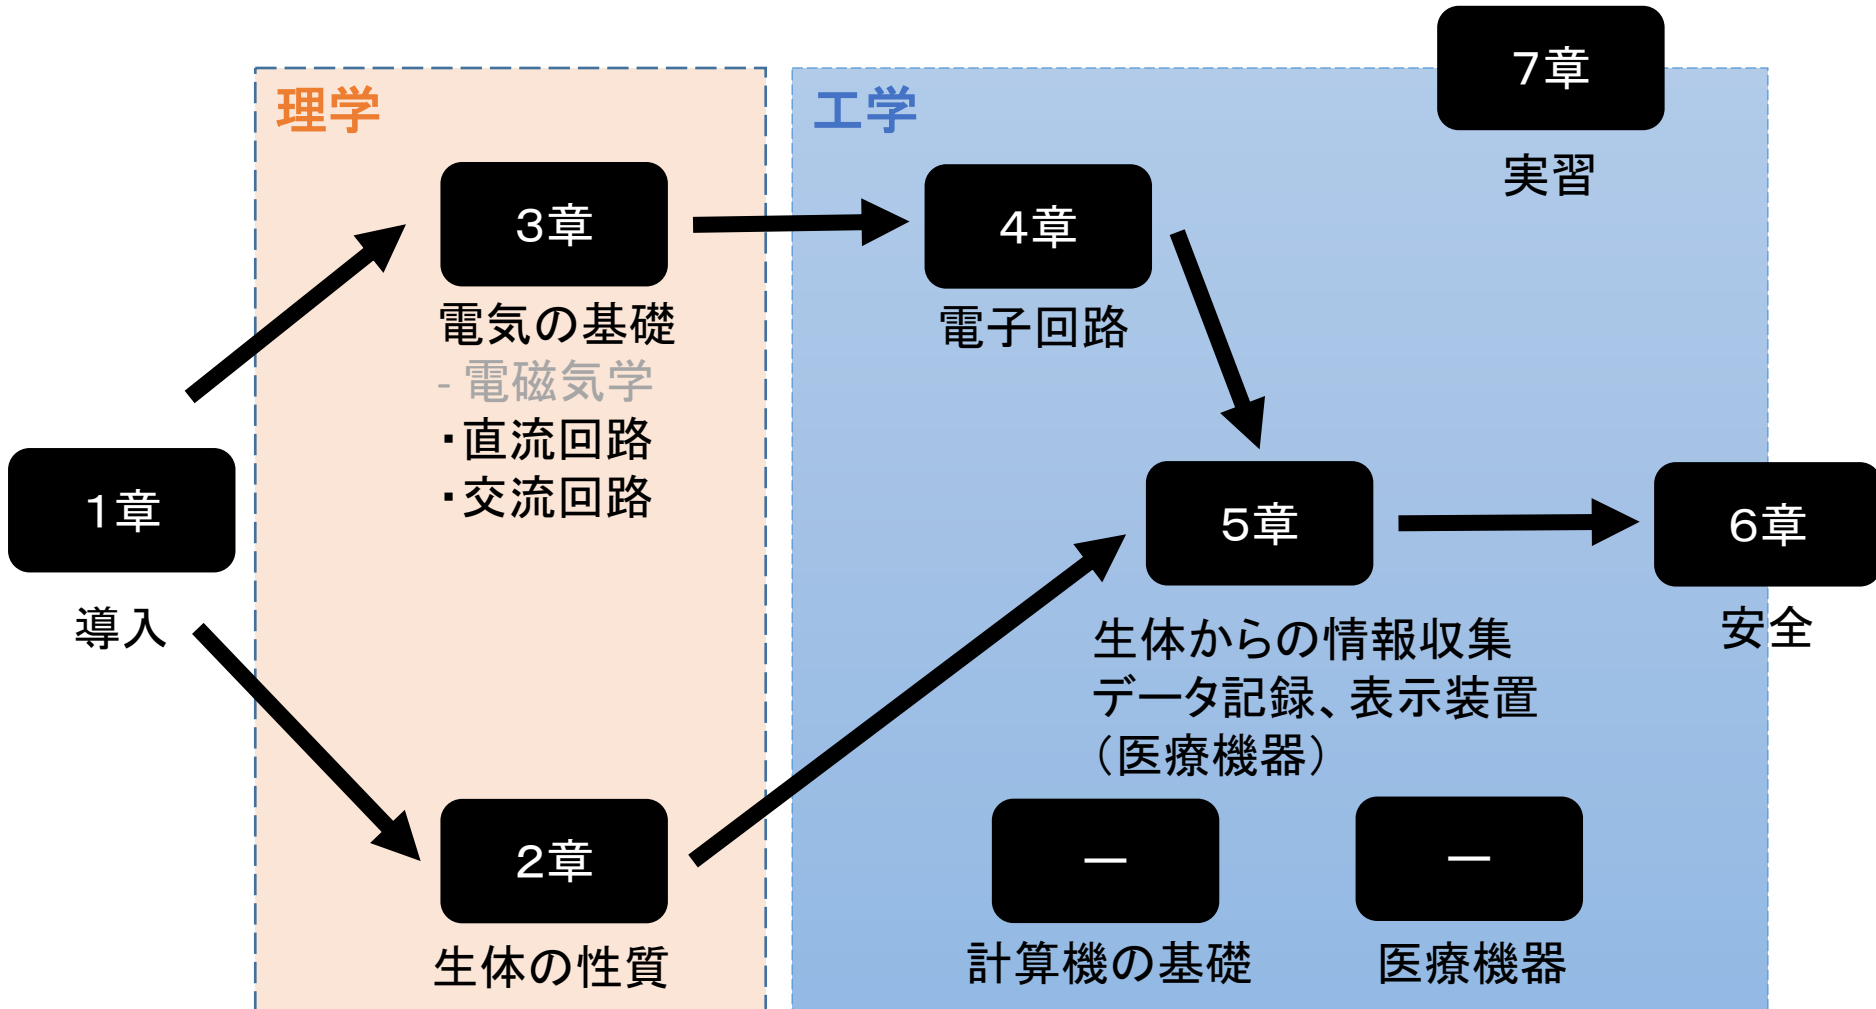 理学
工学
7章
実習
3章
電気の基礎
- 電磁気学
・直流回路
・交流回路
4章
電子回路
1章
導入
5章
生体からの情報収集
データ記録、表示装置
（医療機器）
6章
安全
2章
生体の性質
―
計算機の基礎
―
医療機器